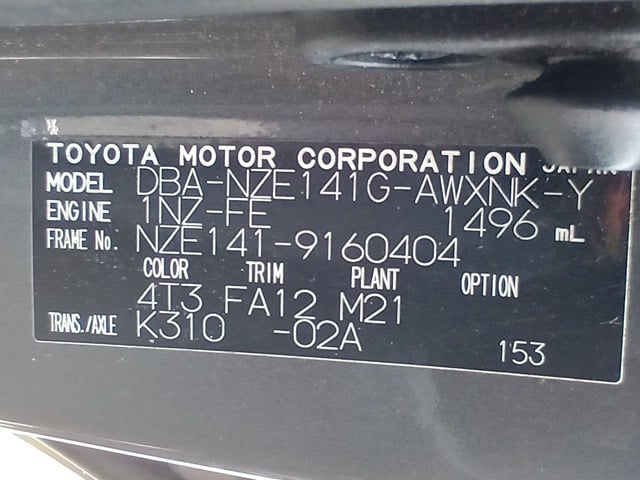 TOYOTA MOTOR CORPORATION JAPAN
MODEL DBA-NZE141G-AWXNK-Y
ENGINE 1NZ-FE 1496 mL
FRAME No. NZE141-9160404
COLOR TRIM PLANT OPTION
4T3 FA12 M21
TRANS./AXLE K310 -02A
153